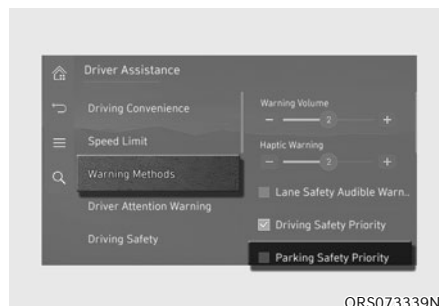 Driver Assistance
Driving Convenience
Speed Limit
Warning Methods
Driver Attention Warning
Driving Safety
Warning Volume
− 2 +
Haptic Warning
− 2 +
Lane Safety Audible Warn..
Driving Safety Priority
Parking Safety Priority
ORS073339N